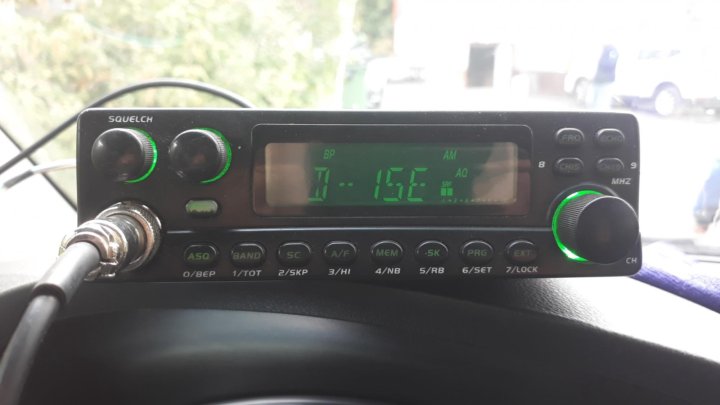 SQUELCH
BP AM
D--15E AQ
8 9
MHZ
ASQ BAND SC A/F MEM SK PRG EXT
0/BEP 1/TOT 2/SKP 3/HI 4/NB 5/RB 6/SET 7/LOCK
CH